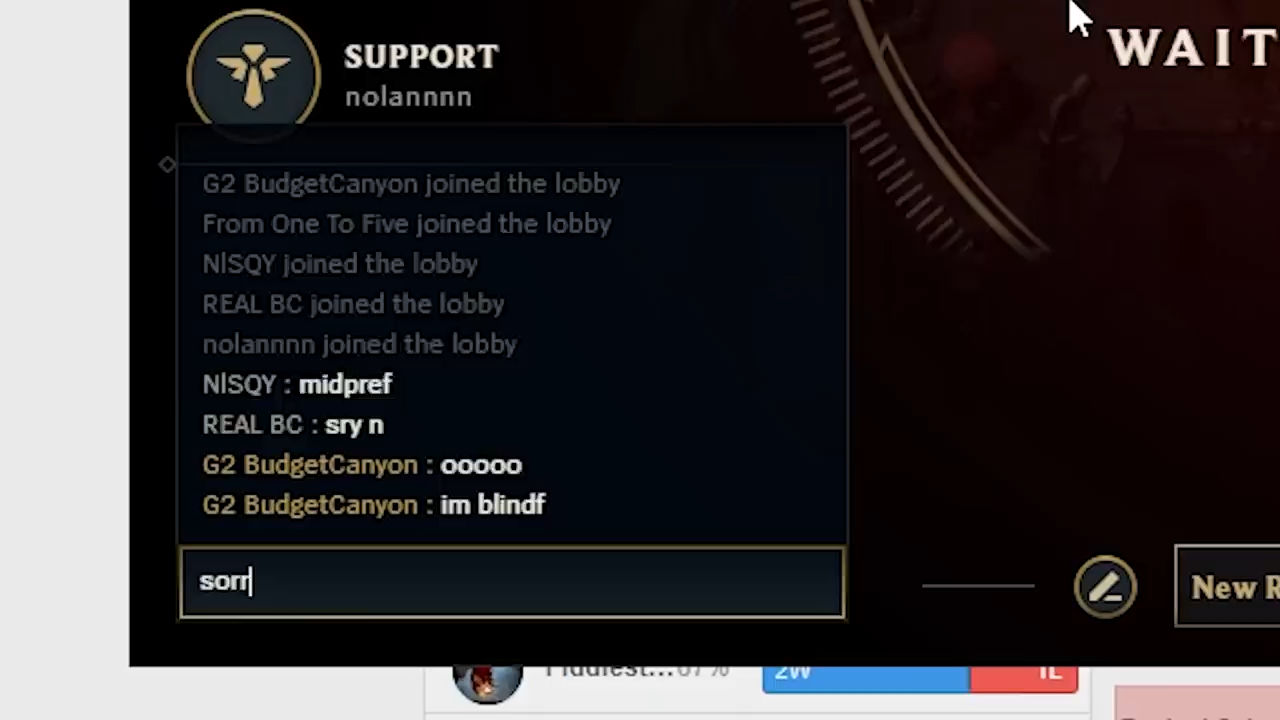 SUPPORT
nolannnn
WAIT
G2 BudgetCanyon joined the lobby
From One To Five joined the lobby
NlSQY joined the lobby
REAL BC joined the lobby
nolannnn joined the lobby
NlSQY : midpref
REAL BC : sry n
G2 BudgetCanyon : ooooo
G2 BudgetCanyon : im blindf
sorr
New R
Fiddlest... 67%
2W
1L